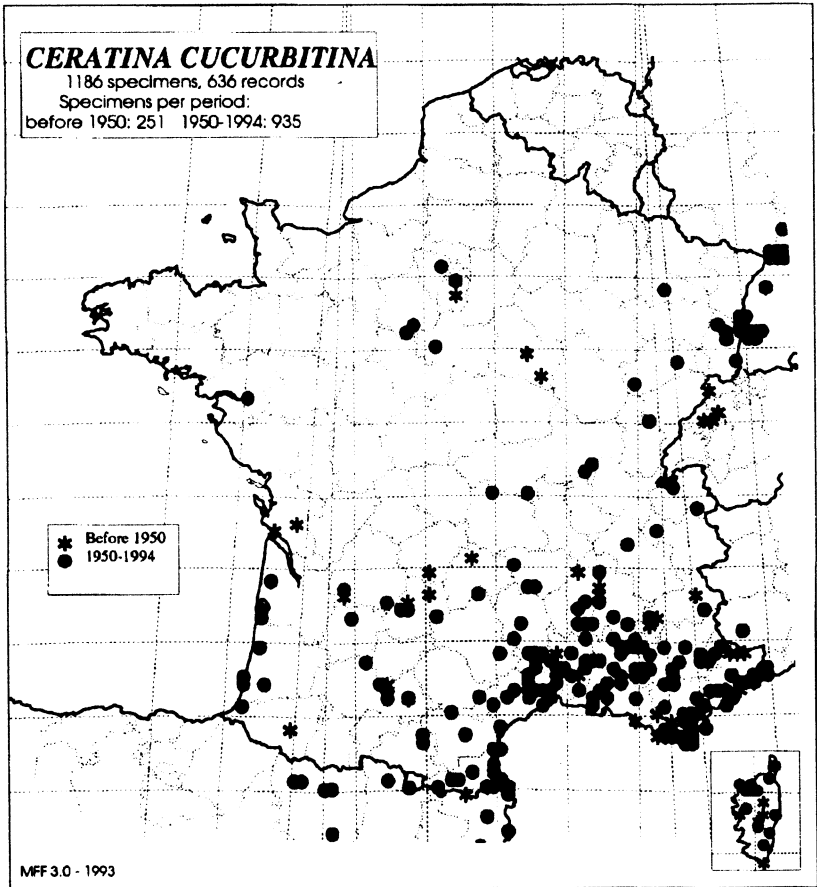 CERATINA CUCURBITINA
1186 specimens, 636 records
Specimens per period:
before 1950: 251 1950-1994: 935
Before 1950
1950-1994
MFF 3.0 - 1993